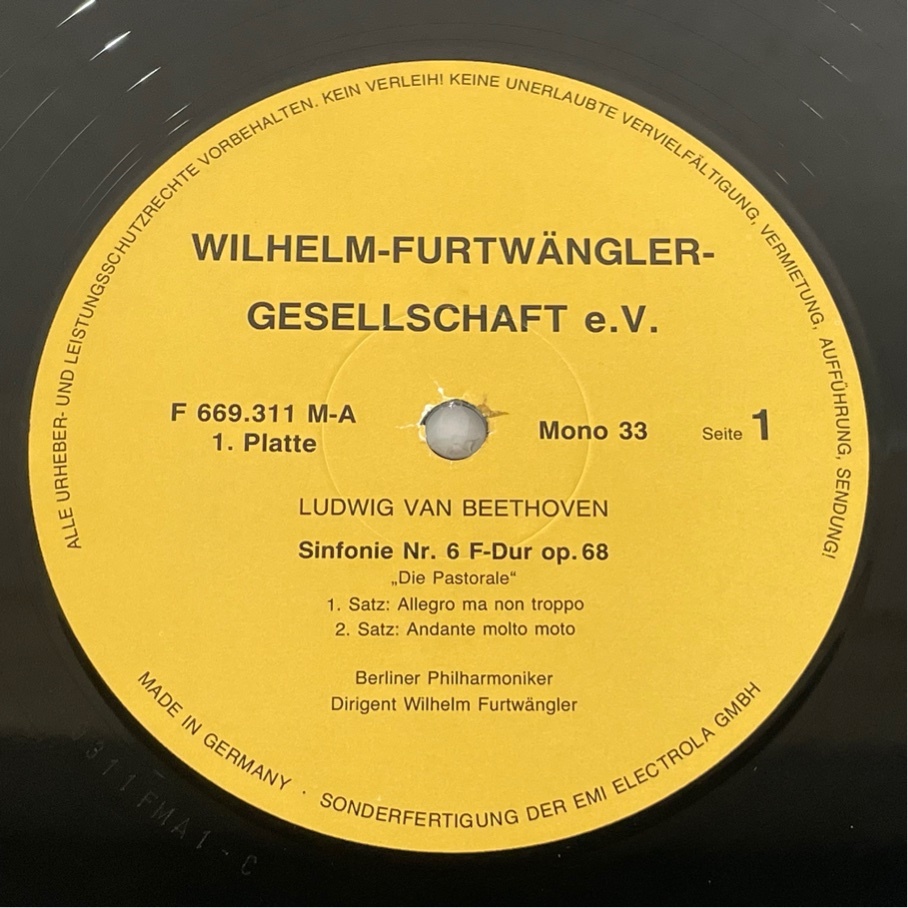 ALLE URHEBER- UND LEISTUNGSSCHUTZRECHTE VORBEHALTEN. KEIN VERLEIH! KEINE UNERLAUBTE VERVIELFÄLTIGUNG, VERMIETUNG, AUFFÜHRUNG, SENDUNG!
WILHELM-FURTWÄNGLER-
GESELLSCHAFT e.V.
F 669.311 M-A
1. Platte
Mono 33
Seite 1
LUDWIG VAN BEETHOVEN
Sinfonie Nr. 6 F-Dur op. 68
„Die Pastorale“
1. Satz: Allegro ma non troppo
2. Satz: Andante molto moto
Berliner Philharmoniker
Dirigent Wilhelm Furtwängler
MADE IN GERMANY · SONDERFERTIGUNG DER EMI ELECTROLA GMBH
311 FMA 1 - C